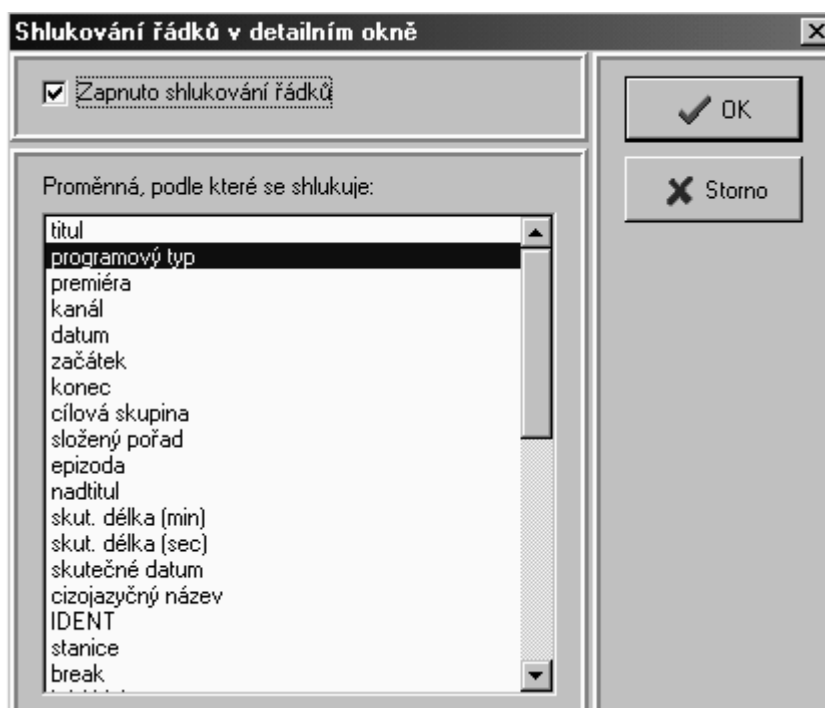 Shlukování řádků v detailním okně
Zapnuto shlukování řádků
OK
Storno
Proměnná, podle které se shlukuje:
titul
programový typ
premiéra
kanál
datum
začátek
konec
cílová skupina
složený pořad
epizoda
nadtitul
skut. délka (min)
skut. délka (sec)
skutečné datum
cizojazyčný název
IDENT
stanice
break